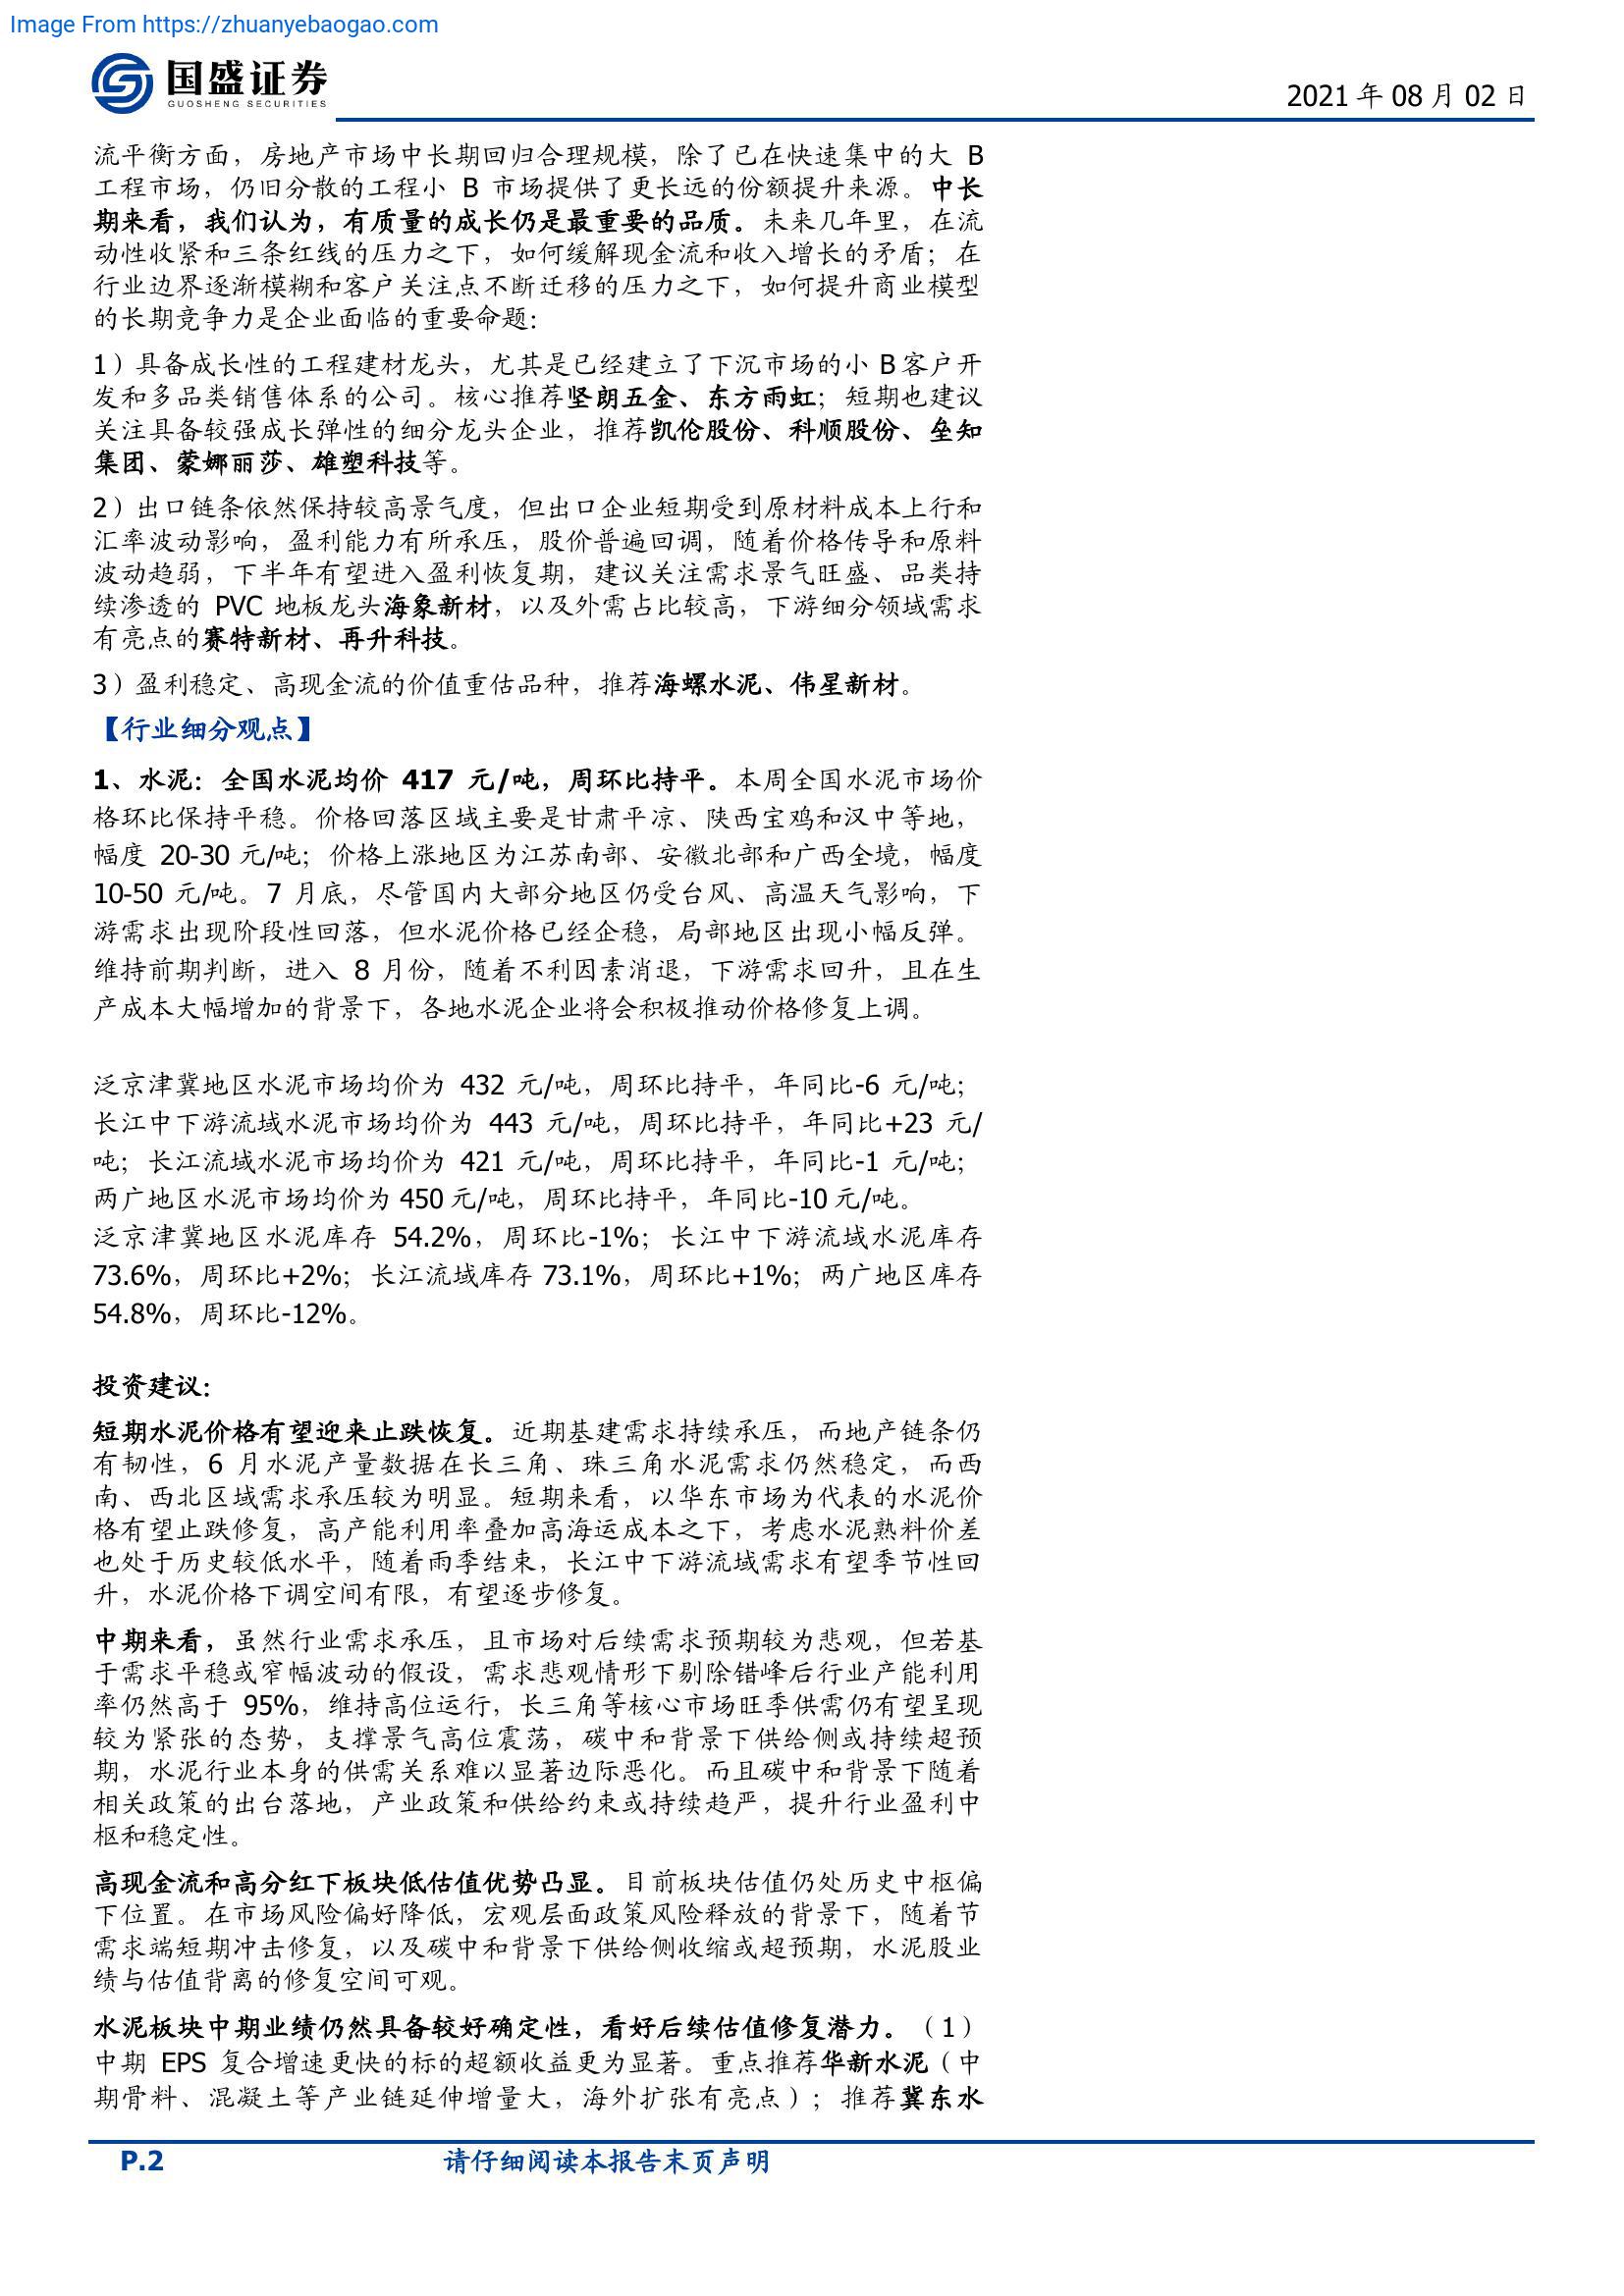 Image From https://zhuanyebaogao.com
国盛证券
GUOSHENG SECURITIES
2021 年 08 月 02 日
流平衡方面，房地产市场中长期回归合理规模，除了已在快速集中的大 B
工程市场，仍旧分散的工程小 B 市场提供了更长远的份额提升来源。中长
期来看，我们认为，有质量的成长仍是最重要的品质。未来几年里，在流
动性收紧和三条红线的压力之下，如何缓解现金流和收入增长的矛盾；在
行业边界逐渐模糊和客户关注点不断迁移的压力之下，如何提升商业模型
的长期竞争力是企业面临的重要命题：
1）具备成长性的工程建材龙头，尤其是已经建立了下沉市场的小 B 客户开
发和多品类销售体系的公司。核心推荐坚朗五金、东方雨虹；短期也建议
关注具备较强成长弹性的细分龙头企业，推荐凯伦股份、科顺股份、垒知
集团、蒙娜丽莎、雄塑科技等。
2）出口链条依然保持较高景气度，但出口企业短期受到原材料成本上行和
汇率波动影响，盈利能力有所承压，股价普遍回调，随着价格传导和原料
波动趋弱，下半年有望进入盈利恢复期，建议关注需求景气旺盛、品类持
续渗透的 PVC 地板龙头海象新材，以及外需占比较高，下游细分领域需求
有亮点的赛特新材、再升科技。
3）盈利稳定、高现金流的价值重估品种，推荐海螺水泥、伟星新材。
【行业细分观点】
1、水泥：全国水泥均价 417 元/吨，周环比持平。本周全国水泥市场价
格环比保持平稳。价格回落区域主要是甘肃平凉、陕西宝鸡和汉中等地，
幅度 20-30 元/吨；价格上涨地区为江苏南部、安徽北部和广西全境，幅度
10-50 元/吨。7 月底，尽管国内大部分地区仍受台风、高温天气影响，下
游需求出现阶段性回落，但水泥价格已经企稳，局部地区出现小幅反弹。
维持前期判断，进入 8 月份，随着不利因素消退，下游需求回升，且在生
产成本大幅增加的背景下，各地水泥企业将会积极推动价格修复上调。
泛京津冀地区水泥市场均价为 432 元/吨，周环比持平，年同比-6 元/吨；
长江中下游流域水泥市场均价为 443 元/吨，周环比持平，年同比+23 元/
吨；长江流域水泥市场均价为 421 元/吨，周环比持平，年同比-1 元/吨；
两广地区水泥市场均价为 450 元/吨，周环比持平，年同比-10 元/吨。
泛京津冀地区水泥库存 54.2%，周环比-1%；长江中下游流域水泥库存
73.6%，周环比+2%；长江流域库存 73.1%，周环比+1%；两广地区库存
54.8%，周环比-12%。
投资建议：
短期水泥价格有望迎来止跌恢复。近期基建需求持续承压，而地产链条仍
有韧性，6 月水泥产量数据在长三角、珠三角水泥需求仍然稳定，而西
南、西北区域需求承压较为明显。短期来看，以华东市场为代表的水泥价
格有望止跌修复，高产能利用率叠加高海运成本之下，考虑水泥熟料价差
也处于历史较低水平，随着雨季结束，长江中下游流域需求有望季节性回
升，水泥价格下调空间有限，有望逐步修复。
中期来看，虽然行业需求承压，且市场对后续需求预期较为悲观，但若基
于需求平稳或窄幅波动的假设，需求悲观情形下剔除错峰后行业产能利用
率仍然高于 95%，维持高位运行，长三角等核心市场旺季供需仍有望呈现
较为紧张的态势，支撑景气高位震荡，碳中和背景下供给侧或持续超预
期，水泥行业本身的供需关系难以显著边际恶化。而且碳中和背景下随着
相关政策的出台落地，产业政策和供给约束或持续趋严，提升行业盈利中
枢和稳定性。
高现金流和高分红下板块低估值优势凸显。目前板块估值仍处历史中枢偏
下位置。在市场风险偏好降低，宏观层面政策风险释放的背景下，随着节
需求端短期冲击修复，以及碳中和背景下供给侧收缩或超预期，水泥股业
绩与估值背离的修复空间可观。
水泥板块中期业绩仍然具备较好确定性，看好后续估值修复潜力。（1）
中期 EPS 复合增速更快的标的超额收益更为显著。重点推荐华新水泥（中
期骨料、混凝土等产业链延伸增量大，海外扩张有亮点）；推荐冀东水
P.2
请仔细阅读本报告末页声明